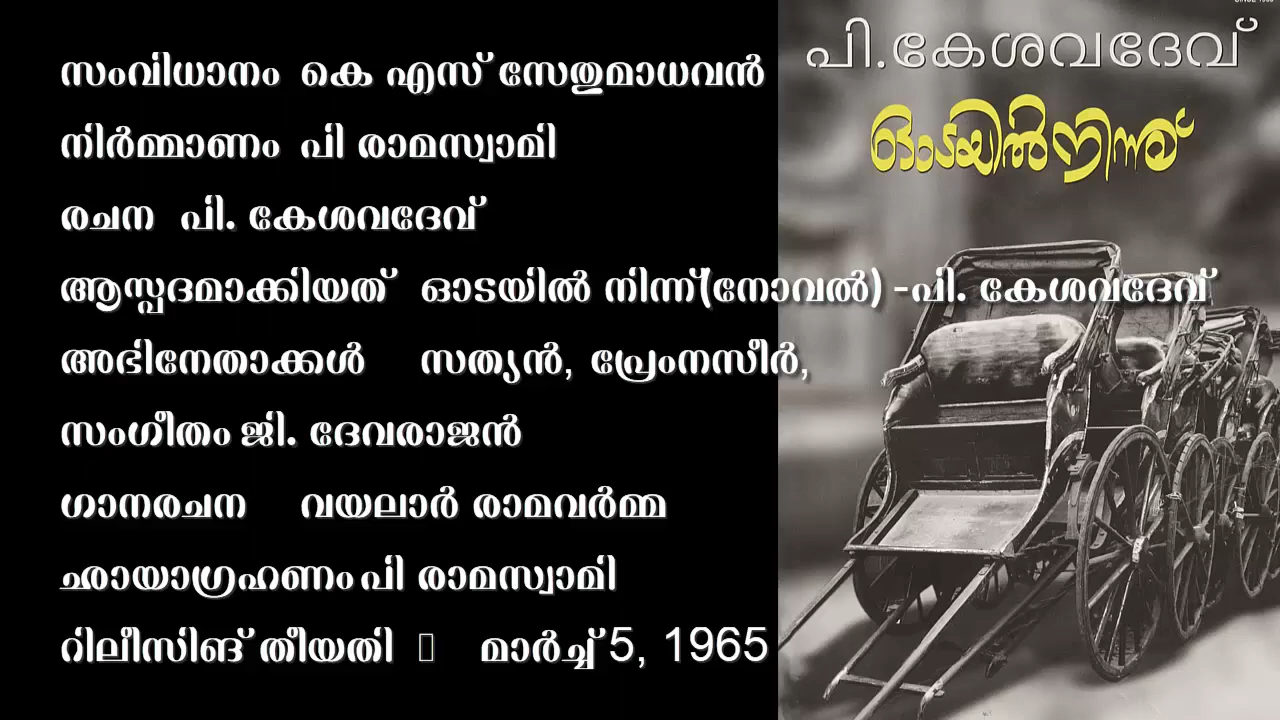 പി.കേശവദേവ്
ഓടയിൽനിന്ന്
സംവിധാനം കെ എസ് സേതുമാധവൻ
നിർമ്മാണം പി രാമസ്വാമി
രചന പി. കേശവദേവ്
ആസ്പദമാക്കിയത് ഓടയിൽ നിന്ന്(നോവൽ) -പി. കേശവദേവ്
അഭിനേതാക്കൾ സത്യൻ, പ്രേംനസീർ,
സംഗീതം ജി. ദേവരാജൻ
ഗാനരചന വയലാർ രാമവർമ്മ
ഛായാഗ്രഹണം പി രാമസ്വാമി
റിലീസിങ് തീയതി മാർച്ച് 5, 1965